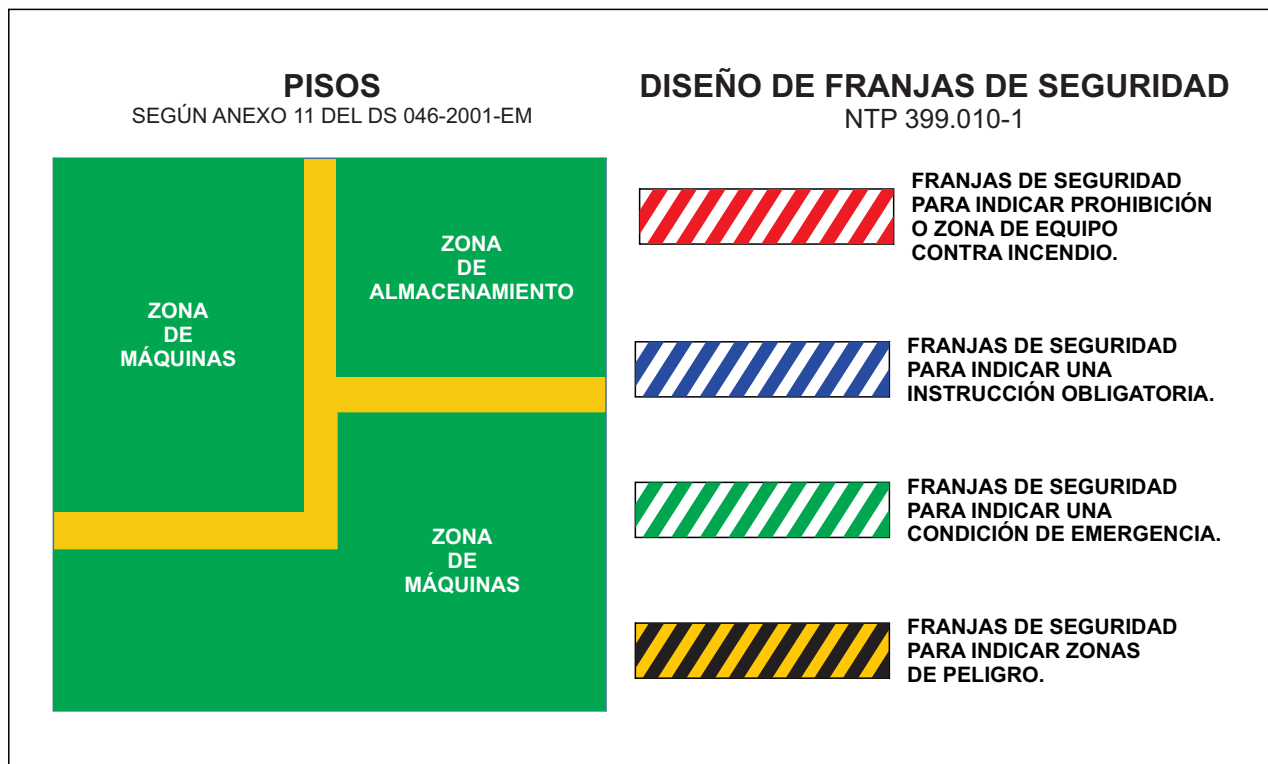 PISOS
SEGÚN ANEXO 11 DEL DS 046-2001-EM
ZONA
DE
MÁQUINAS
ZONA
DE
ALMACENAMIENTO
ZONA
DE
MÁQUINAS
DISEÑO DE FRANJAS DE SEGURIDAD
NTP 399.010-1
FRANJAS DE SEGURIDAD
PARA INDICAR PROHIBICIÓN
O ZONA DE EQUIPO
CONTRA INCENDIO.
FRANJAS DE SEGURIDAD
PARA INDICAR UNA
INSTRUCCIÓN OBLIGATORIA.
FRANJAS DE SEGURIDAD
PARA INDICAR UNA
CONDICIÓN DE EMERGENCIA.
FRANJAS DE SEGURIDAD
PARA INDICAR ZONAS
DE PELIGRO.